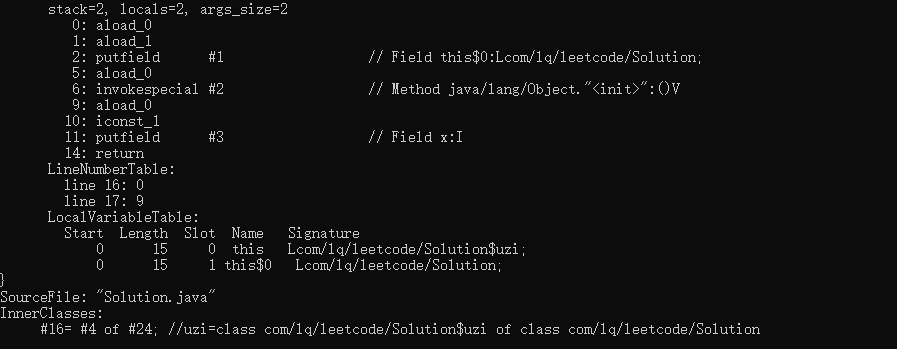 stack=2, locals=2, args_size=2
0: aload_0
1: aload_1
2: putfield #1 // Field this$0:Lcom/lq/leetcode/Solution;
5: aload_0
6: invokespecial #2 // Method java/lang/Object."<init>":()V
9: aload_0
10: iconst_1
11: putfield #3 // Field x:I
14: return
LineNumberTable:
line 16: 0
line 17: 9
LocalVariableTable:
Start Length Slot Name Signature
0 15 0 this Lcom/lq/leetcode/Solution$uzi;
0 15 1 this$0 Lcom/lq/leetcode/Solution;
}
SourceFile: "Solution.java"
InnerClasses:
#16= #4 of #24; //uzi=class com/lq/leetcode/Solution$uzi of class com/lq/leetcode/Solution